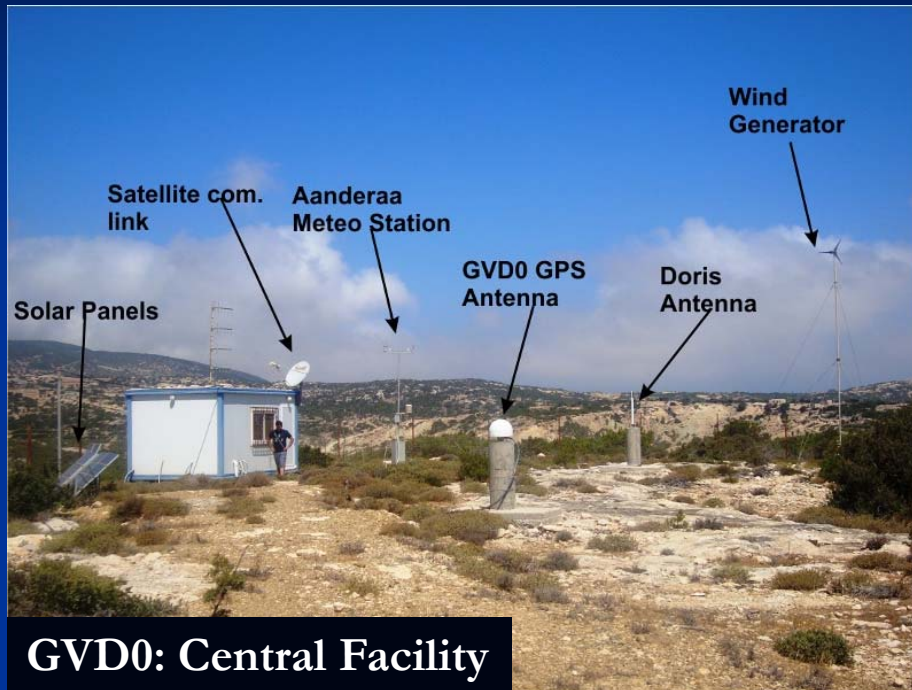 Wind
Generator
Satellite com.
link
Aanderaa
Meteo Station
GVD0 GPS
Antenna
Doris
Antenna
Solar Panels
GVD0: Central Facility